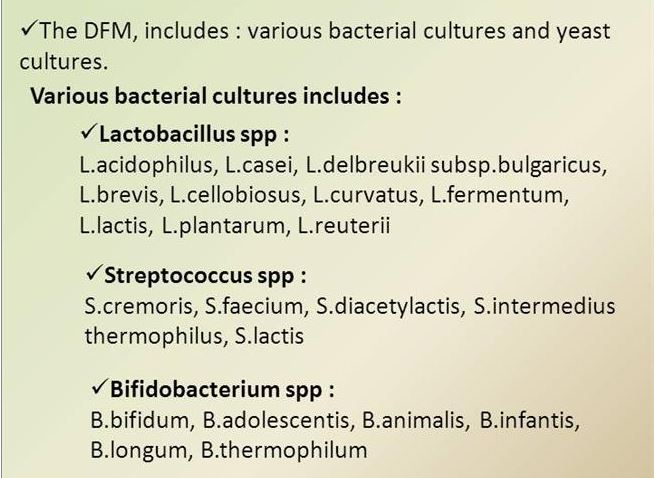 ✓The DFM, includes : various bacterial cultures and yeast
cultures.
Various bacterial cultures includes :
✓Lactobacillus spp :
L.acidophilus, L.casei, L.delbreukii subsp.bulgaricus,
L.brevis, L.cellobiosus, L.curvatus, L.fermentum,
L.lactis, L.plantarum, L.reuterii
✓Streptococcus spp :
S.cremoris, S.faecium, S.diacetylactis, S.intermedius
thermophilus, S.lactis
✓Bifidobacterium spp :
B.bifidum, B.adolescentis, B.animalis, B.infantis,
B.longum, B.thermophilum